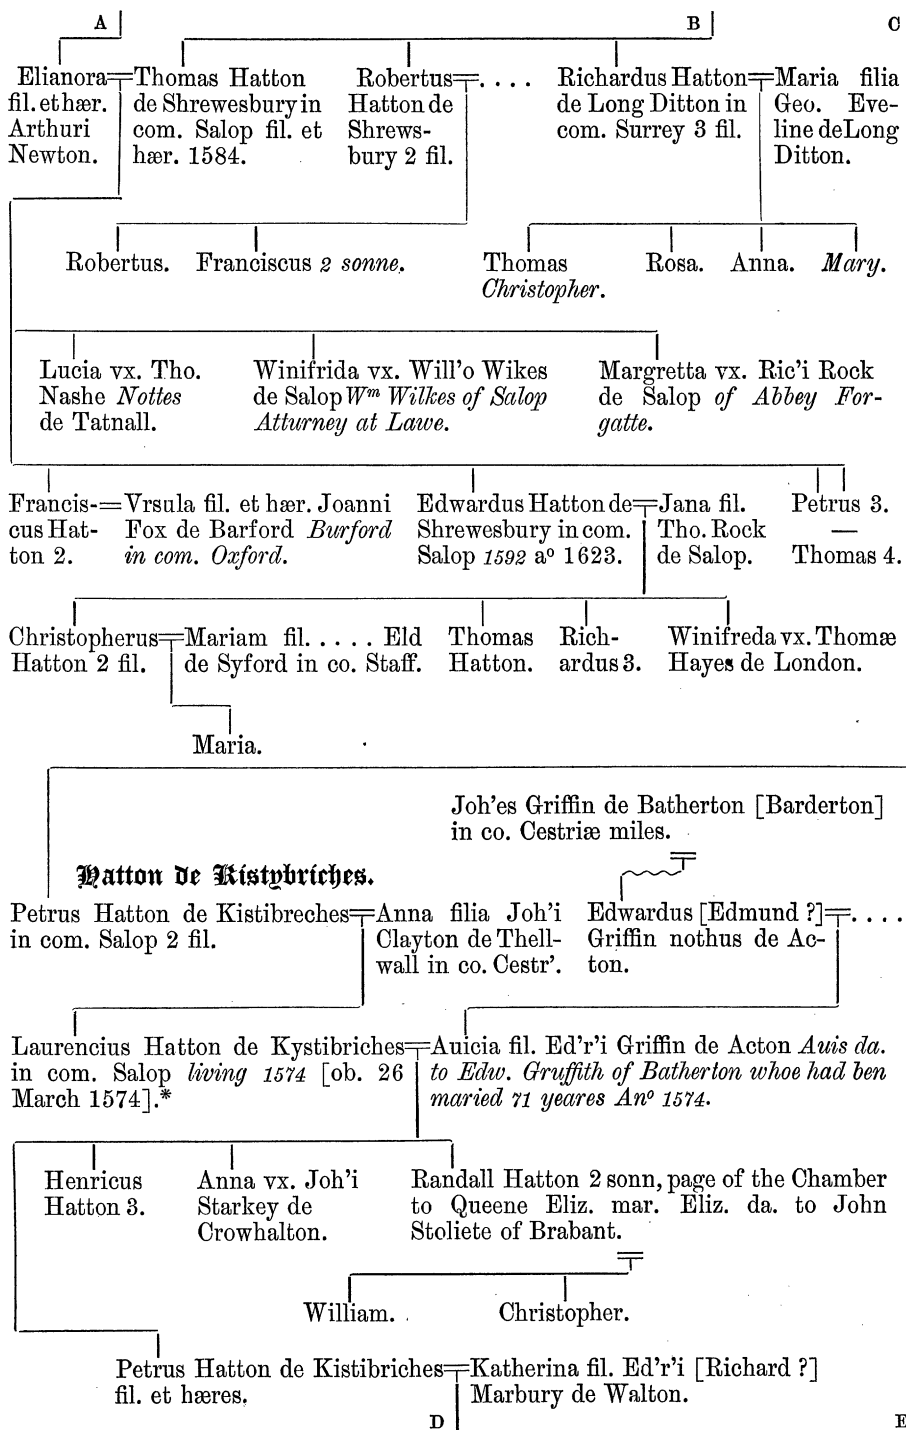 A B C
Elianora Thomas Hatton Robertus . . . . Richardus Hatton Maria filia
fil. et hær. de Shrewesbury in Hatton de de Long Ditton in Geo. Eve-
Arthuri com. Salop fil. et Shrews- com. Surrey 3 fil. line de Long
Newton. hær. 1584. bury 2 fil. Ditton.
Robertus. Franciscus 2 sonne. Thomas Rosa. Anna. Mary.
Christopher.
Lucia vx. Tho. Winifrida vx. Will'o Wikes Margretta vx. Ric'i Rock
Nashe Nottes de Salop Wm Wilkes of Salop de Salop of Abbey For-
de Tatnall. Atturney at Lawe. gatte.
Francis-= Vrsula fil. et hær. Joanni Edwardus Hatton de Jana fil. Petrus 3.
cus Hat- Fox de Barford Burford Shrewesbury in com. Tho. Rock —
ton 2. in com. Oxford. Salop 1592 aº 1623. de Salop. Thomas 4.
Christopherus Mariam fil. . . . . . Eld Thomas Rich- Winifreda vx. Thomæ
Hatton 2 fil. de Syford in co. Staff. Hatton. ardus 3. Hayes de London.
Maria.
Joh'es Griffin de Batherton [Barderton]
in co. Cestriæ miles.
Hatton de Kistybriches.
Petrus Hatton de Kistibreches Anna filia Joh'i Edwardus [Edmund ?] . . . .
in com. Salop 2 fil. Clayton de Thell- Griffin nothus de Ac-
wall in co. Cestr'. ton.
Laurencius Hatton de Kystibriches Auicia fil. Ed'r'i Griffin de Acton Auis da.
in com. Salop living 1574 [ob. 26 to Edw. Gruffith of Batherton whoe had ben
March 1574].* maried 71 yeares Anº 1574.
Henricus Anna vx. Joh'i Randall Hatton 2 sonn, page of the Chamber
Hatton 3. Starkey de to Queene Eliz. mar. Eliz. da. to John
Crowhalton. Stoliete of Brabant.
William. Christopher.
Petrus Hatton de Kistibriches Katherina fil. Ed'r'i [Richard ?]
fil. et hæres. Marbury de Walton.
D E